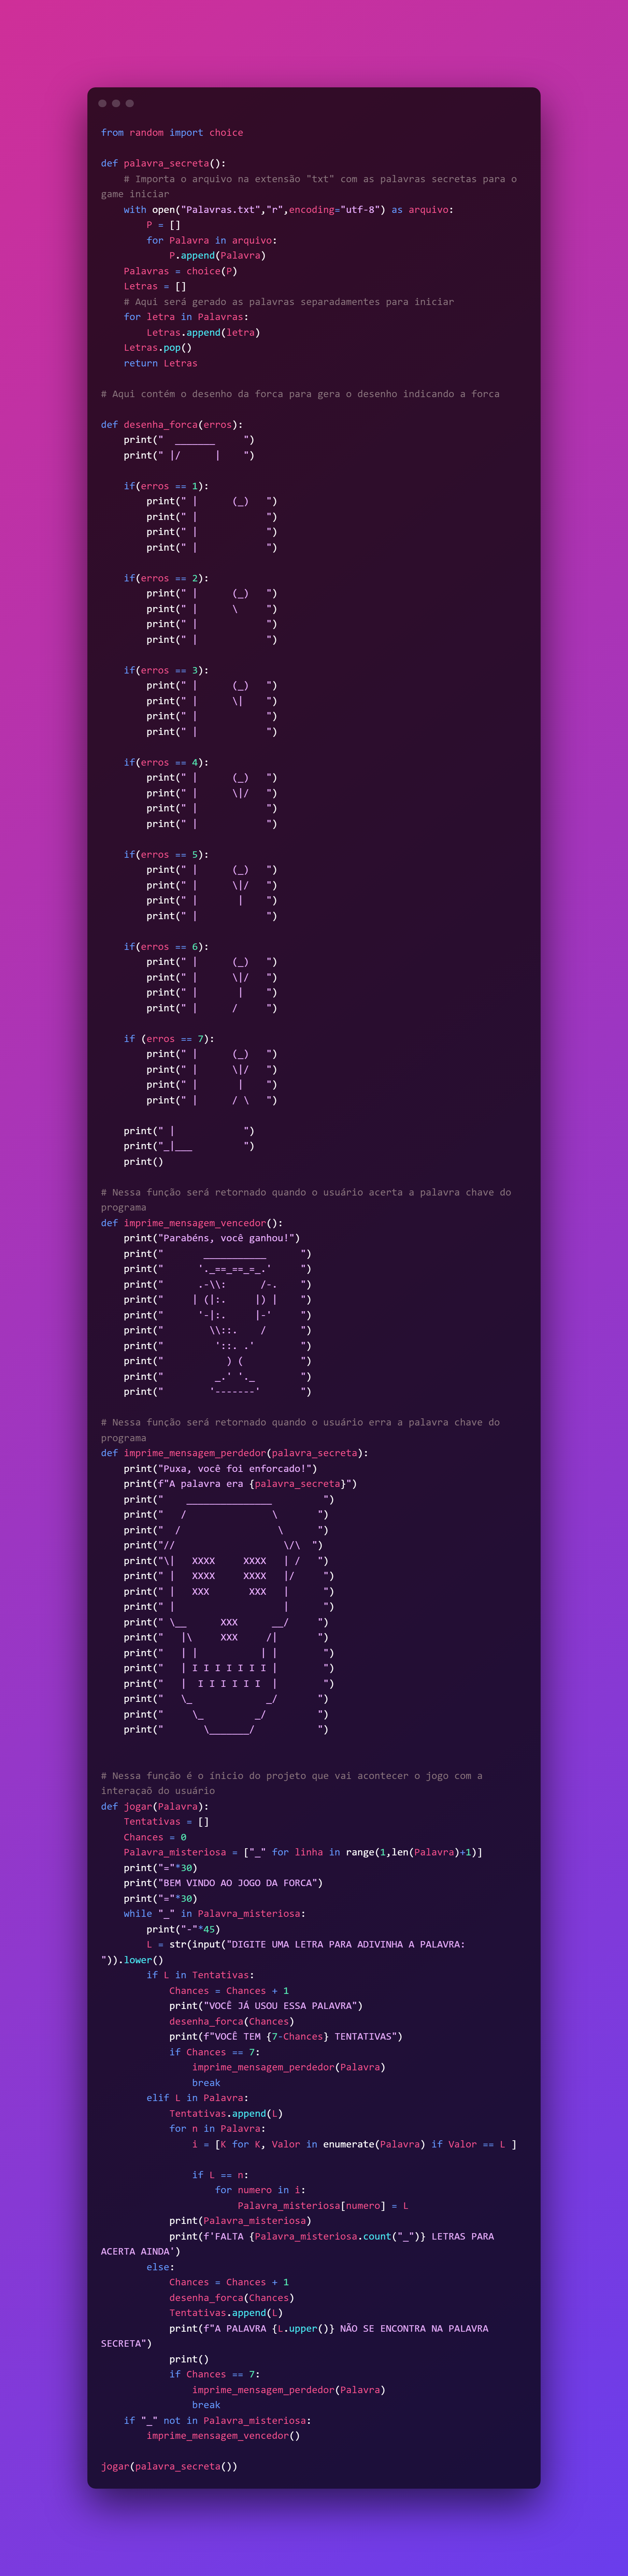 from random import choice

def palavra_secreta():
    # Importa o arquivo na extensão "txt" com as palavras secretas para o
game iniciar
    with open("Palavras.txt","r",encoding="utf-8") as arquivo:
        P = []
        for Palavra in arquivo:
            P.append(Palavra)
    Palavras = choice(P)
    Letras = []
    # Aqui será gerado as palavras separadamentes para iniciar
    for letra in Palavras:
        Letras.append(letra)
    Letras.pop()
    return Letras

# Aqui contém o desenho da forca para gera o desenho indicando a forca

def desenha_forca(erros):
    print("  _______     ")
    print(" |/      |    ")

    if(erros == 1):
        print(" |      (_)   ")
        print(" |            ")
        print(" |            ")
        print(" |            ")

    if(erros == 2):
        print(" |      (_)   ")
        print(" |      \     ")
        print(" |            ")
        print(" |            ")

    if(erros == 3):
        print(" |      (_)   ")
        print(" |      \|    ")
        print(" |            ")
        print(" |            ")

    if(erros == 4):
        print(" |      (_)   ")
        print(" |      \|/   ")
        print(" |            ")
        print(" |            ")

    if(erros == 5):
        print(" |      (_)   ")
        print(" |      \|/   ")
        print(" |       |    ")
        print(" |            ")

    if(erros == 6):
        print(" |      (_)   ")
        print(" |      \|/   ")
        print(" |       |    ")
        print(" |      /     ")

    if (erros == 7):
        print(" |      (_)   ")
        print(" |      \|/   ")
        print(" |       |    ")
        print(" |      / \   ")

    print(" |            ")
    print("_|___         ")
    print()

# Nessa função será retornado quando o usuário acerta a palavra chave do
programa
def imprime_mensagem_vencedor():
    print("Parabéns, você ganhou!")
    print("       ___________      ")
    print("      '._==_==_=_.'     ")
    print("      .-\\:      /-.    ")
    print("     | (|:.     |) |    ")
    print("      '-|:.     |-'     ")
    print("        \\::.    /      ")
    print("         '::. .'        ")
    print("           ) (          ")
    print("         _.' '._        ")
    print("        '-------'       ")

# Nessa função será retornado quando o usuário erra a palavra chave do
programa
def imprime_mensagem_perdedor(palavra_secreta):
    print("Puxa, você foi enforcado!")
    print(f"A palavra era {palavra_secreta}")
    print("    _______________         ")
    print("   /               \       ")
    print("  /                 \      ")
    print("//                   \/\  ")
    print("\|   XXXX     XXXX   | /   ")
    print(" |   XXXX     XXXX   |/     ")
    print(" |   XXX       XXX   |      ")
    print(" |                   |      ")
    print(" \__      XXX      __/     ")
    print("   |\     XXX     /|       ")
    print("   | |           | |        ")
    print("   | I I I I I I I |        ")
    print("   |  I I I I I I  |        ")
    print("   \_             _/       ")
    print("     \_         _/         ")
    print("       \_______/           ")


# Nessa função é o ínicio do projeto que vai acontecer o jogo com a
interaçaõ do usuário
def jogar(Palavra):
    Tentativas = []
    Chances = 0
    Palavra_misteriosa = ["_" for linha in range(1,len(Palavra)+1)]
    print("="*30)
    print("BEM VINDO AO JOGO DA FORCA")
    print("="*30)
    while "_" in Palavra_misteriosa:
        print("-"*45)
        L = str(input("DIGITE UMA LETRA PARA ADIVINHA A PALAVRA:
")).lower()
        if L in Tentativas:
            Chances = Chances + 1
            print("VOCÊ JÁ USOU ESSA PALAVRA")
            desenha_forca(Chances)
            print(f"VOCÊ TEM {7-Chances} TENTATIVAS")
            if Chances == 7:
                imprime_mensagem_perdedor(Palavra)
                break
        elif L in Palavra:
            Tentativas.append(L)
            for n in Palavra:
                i = [K for K, Valor in enumerate(Palavra) if Valor == L ]

                if L == n:
                    for numero in i:
                        Palavra_misteriosa[numero] = L
            print(Palavra_misteriosa)
            print(f'FALTA {Palavra_misteriosa.count("_")} LETRAS PARA
ACERTA AINDA')
        else:
            Chances = Chances + 1
            desenha_forca(Chances)
            Tentativas.append(L)
            print(f"A PALAVRA {L.upper()} NÃO SE ENCONTRA NA PALAVRA
SECRETA")
            print()
            if Chances == 7:
                imprime_mensagem_perdedor(Palavra)
                break
    if "_" not in Palavra_misteriosa:
        imprime_mensagem_vencedor()

jogar(palavra_secreta())